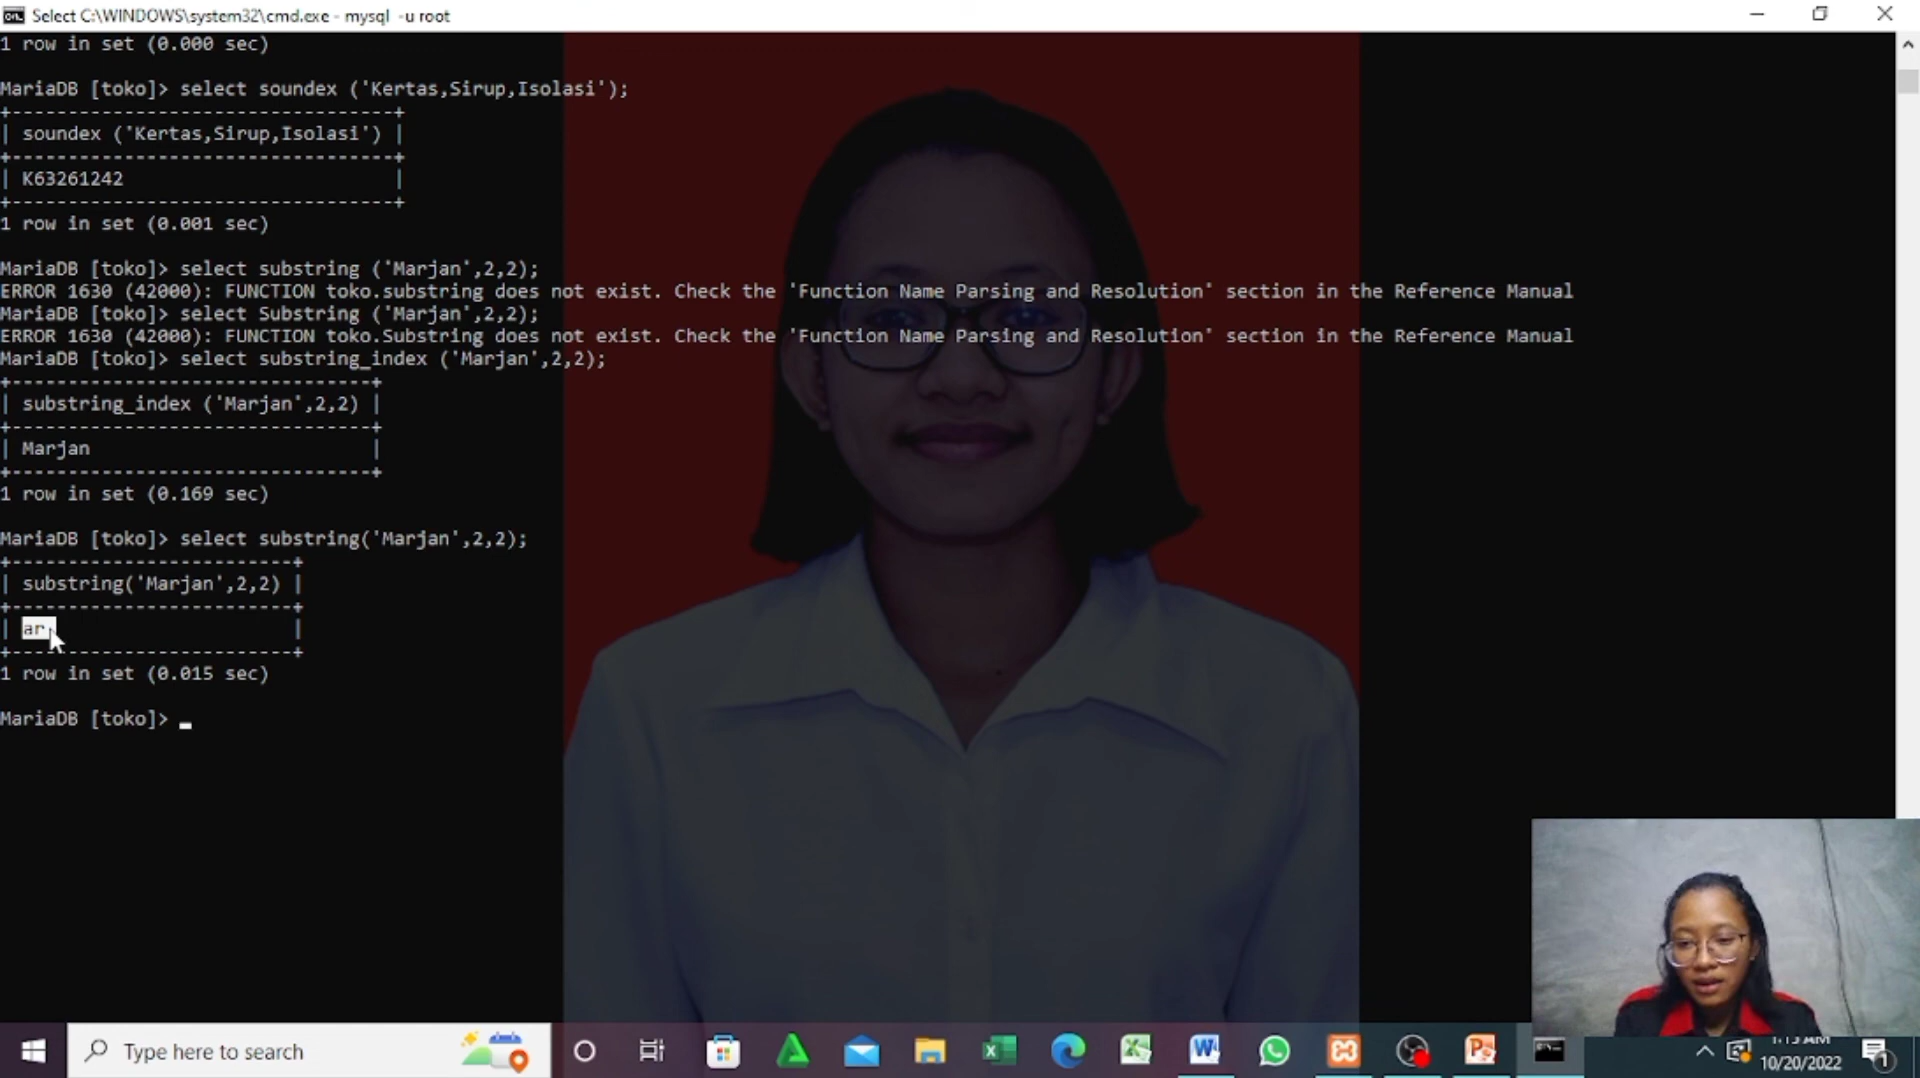 Select C:\WINDOWS\system32\cmd.exe - mysql -u root
1 row in set (0.000 sec)
MariaDB [toko]> select soundex ('Kertas,Sirup,Isolasi');
+----------------------------------+
| soundex ('Kertas,Sirup,Isolasi') |
+----------------------------------+
| K63261242 |
+----------------------------------+
1 row in set (0.001 sec)
MariaDB [toko]> select substring ('Marjan',2,2);
ERROR 1630 (42000): FUNCTION toko.substring does not exist. Check the 'Function Name Parsing and Resolution' section in the Reference Manual
MariaDB [toko]> select Substring ('Marjan',2,2);
ERROR 1630 (42000): FUNCTION toko.Substring does not exist. Check the 'Function Name Parsing and Resolution' section in the Reference Manual
MariaDB [toko]> select substring_index ('Marjan',2,2);
+--------------------------------+
| substring_index ('Marjan',2,2) |
+--------------------------------+
| Marjan |
+--------------------------------+
1 row in set (0.169 sec)
MariaDB [toko]> select substring('Marjan',2,2);
+-------------------------+
| substring('Marjan',2,2) |
+-------------------------+
| ar |
+-------------------------+
1 row in set (0.015 sec)
MariaDB [toko]>
Type here to search
10/20/2022
1